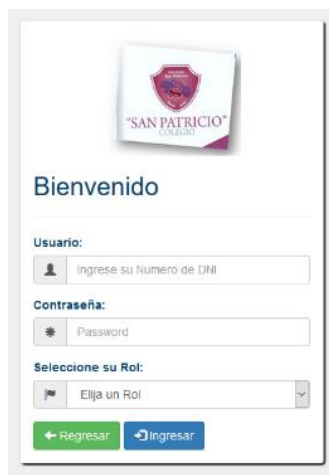 "SAN PATRICIO"
COLEGIO
Bienvenido
Usuario:
Ingrese su Numero de DNI
Contraseña:
Password
Seleccione su Rol:
Elija un Rol
Regresar
Ingresar